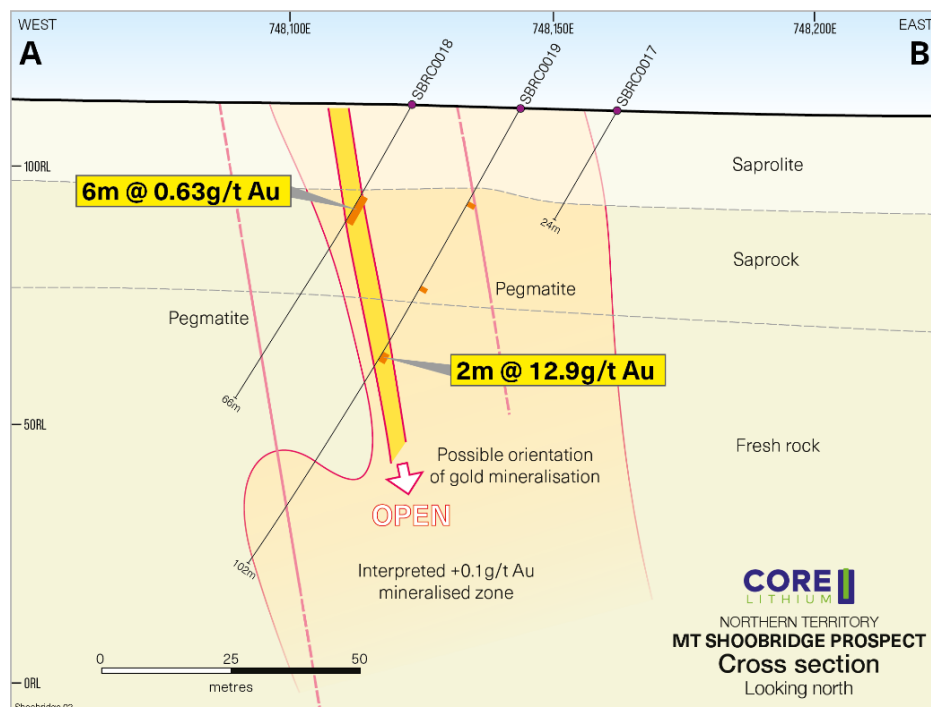 WEST
748,100E
748,150E
748,200E
EAST
A
B
SBRC0018
SBRC0019
SBRC0017
100RL
Saprolite
6m @ 0.63g/t Au
24m
Saprock
Pegmatite
Pegmatite
2m @ 12.9g/t Au
66m
50RL
Fresh rock
Possible orientation
of gold mineralisation
OPEN
102m
Interpreted +0.1g/t Au
mineralised zone
CORE
LITHIUM
NORTHERN TERRITORY
MT SHOOBRIDGE PROSPECT
Cross section
Looking north
0
25
50
metres
0RL